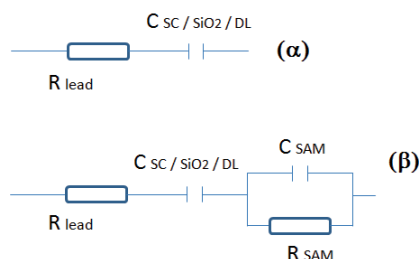 C SC / SiO2 / DL
(α)
R lead
C SAM
(β)
C SC / SiO2 / DL
R lead
R SAM